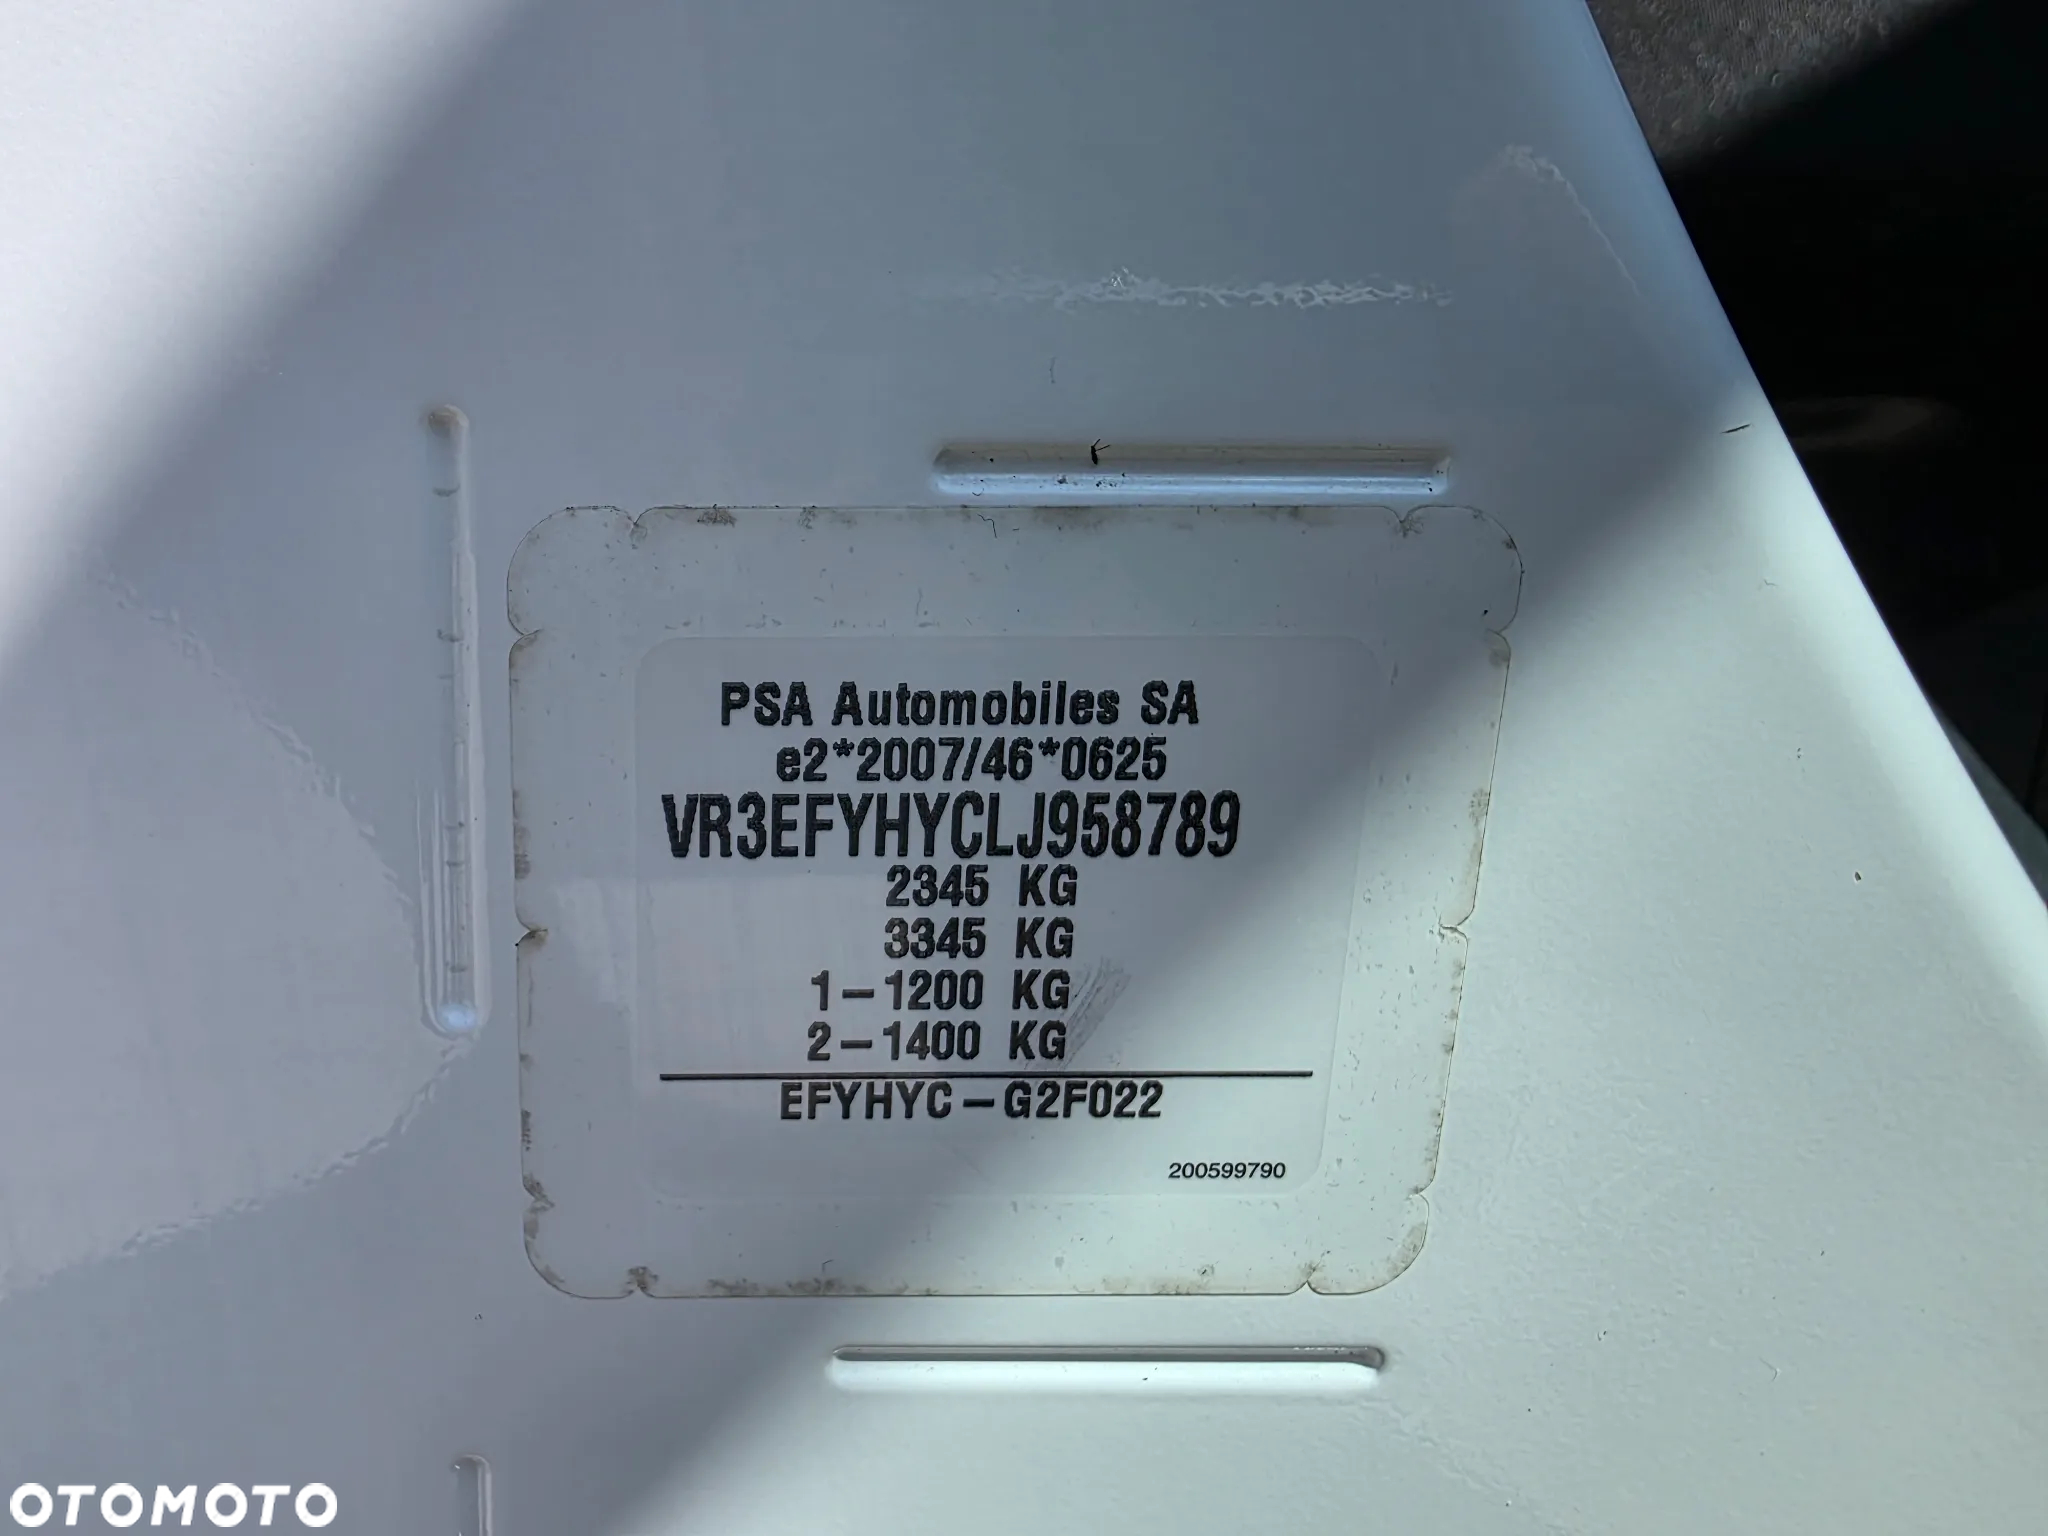 PSA Automobiles SA
e2*2007/46*0625
VR3EFYHYCLJ958789
2345 KG
3345 KG
1-1200 KG
2-1400 KG
EFYHYC-G2F022
200599790
OTOMOTO